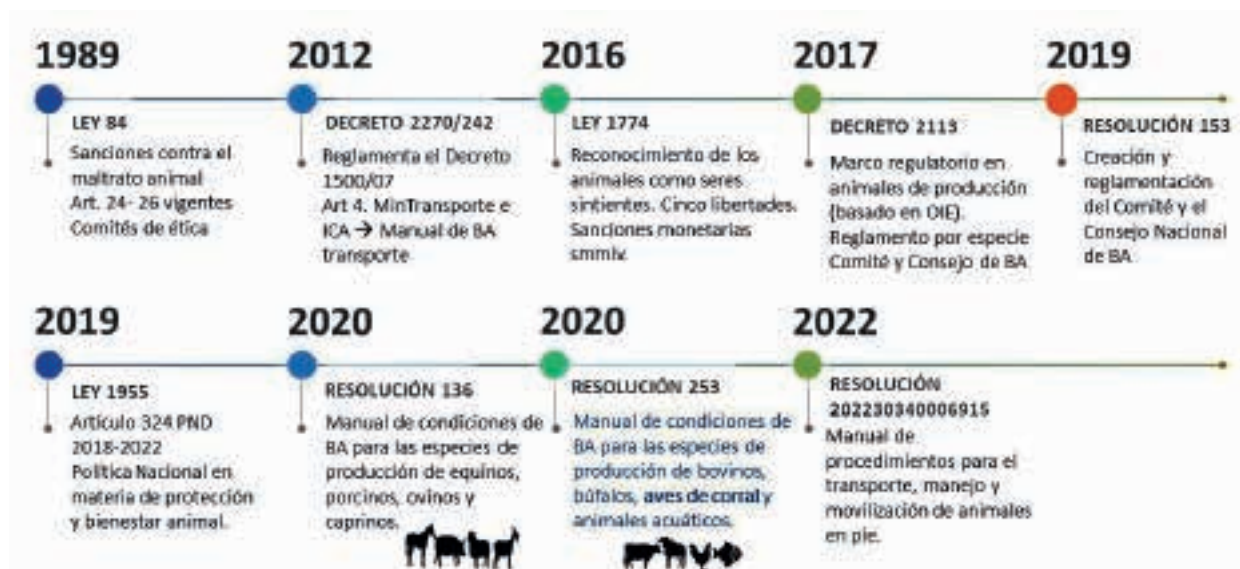 1989
LEY 84
Sanciones contra el
maltrato animal
Art. 24- 26 vigentes
Comités de ética
2012
DECRETO 2270/242
Reglamenta el Decreto
1500/07
Art 4. MinTransporte e
ICA → Manual de BA
transporte
2016
LEY 1774
Reconocimiento de los
animales como seres
sintientes. Cinco libertades.
Sanciones monetarias
smmlv.
2017
DECRETO 2113
Marco regulatorio en
animales de producción
(basado en OIE).
Reglamento por especie
Comité y Consejo de BA
2019
RESOLUCIÓN 153
Creación y
reglamentación
del Comité y el
Consejo Nacional
de BA
2019
LEY 1955
Artículo 324 PND
2018-2022
Política Nacional en
materia de protección
y bienestar animal.
2020
RESOLUCIÓN 136
Manual de condiciones de
BA para las especies de
producción de equinos,
porcinos, ovinos y
caprinos.
2020
RESOLUCIÓN 253
Manual de condiciones de
BA para las especies de
producción de bovinos,
búfalos, aves de corral y
animales acuáticos.
2022
RESOLUCIÓN
202230340006915
Manual de
procedimientos para el
transporte, manejo y
movilización de animales
en pie.